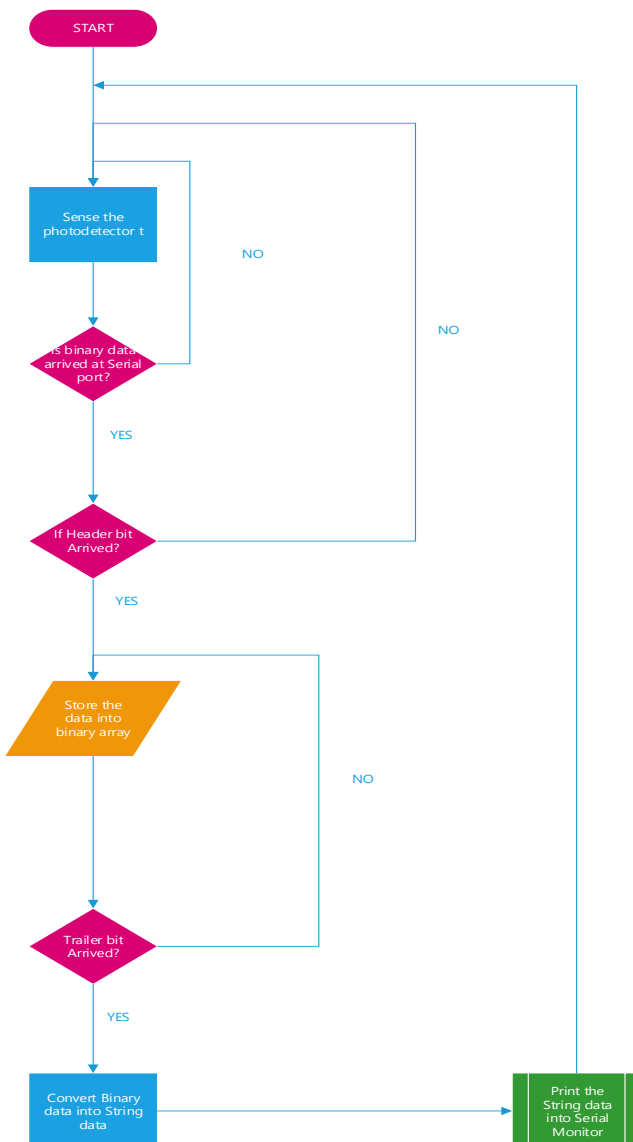 START
Sense the
photodetector t
NO
NO
Is binary data
arrived at Serial
port?
YES
If Header bit
Arrived?
YES
Store the
data into
binary array
NO
Trailer bit
Arrived?
YES
Convert Binary
data into String
data
Print the
String data
into Serial
Monitor